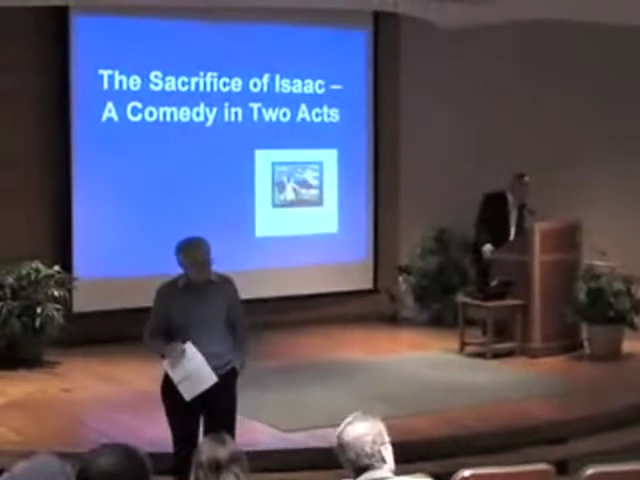 The Sacrifice of Isaac –
A Comedy in Two Acts